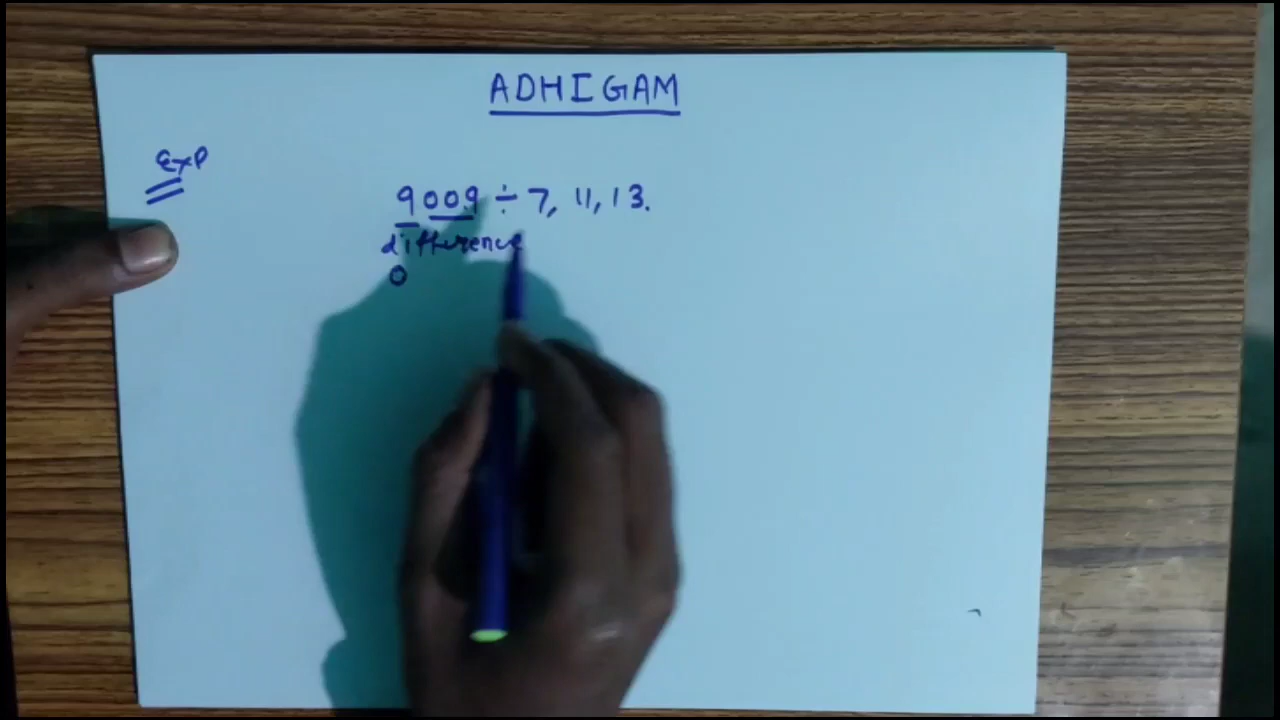 ADHIGAM
Exp
9009 ÷ 7, 11, 13.
difference
0